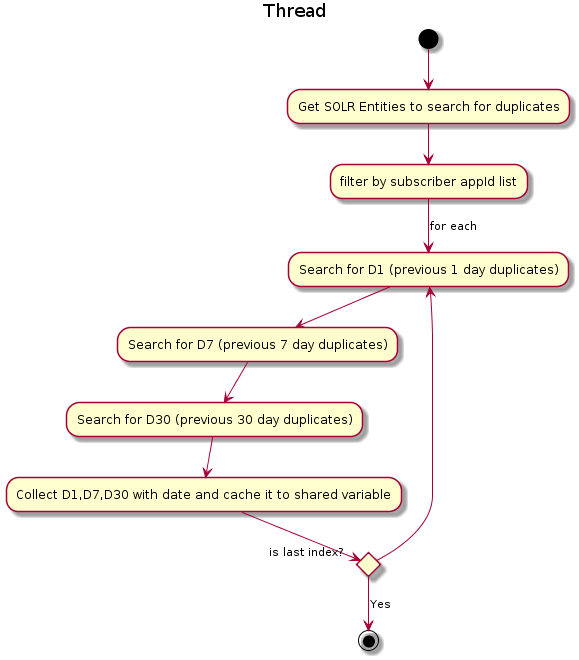 Thread
Get SOLR Entities to search for duplicates
filter by subscriber appId list
for each
Search for D1 (previous 1 day duplicates)
Search for D7 (previous 7 day duplicates)
Search for D30 (previous 30 day duplicates)
Collect D1,D7,D30 with date and cache it to shared variable
is last index?
Yes